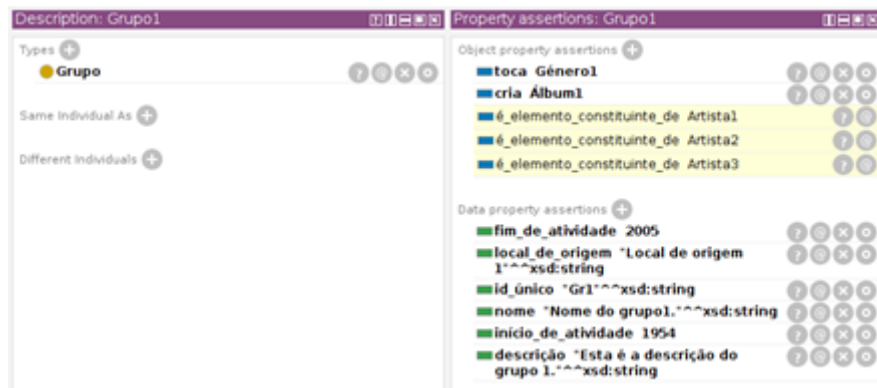 Description: Grupo1
Types
Grupo
Same Individual As
Different Individuals
Property assertions: Grupo1
Object property assertions
toca Género1
cria Álbum1
é_elemento_constituinte_de Artista1
é_elemento_constituinte_de Artista2
é_elemento_constituinte_de Artista3
Data property assertions
fim_de_atividade 2005
local_de_origem "Local de origem
1"^^xsd:string
id_único "Gr1"^^xsd:string
nome "Nome do grupo1."^^xsd:string
início_de_atividade 1954
descrição "Esta é a descrição do
grupo 1."^^xsd:string